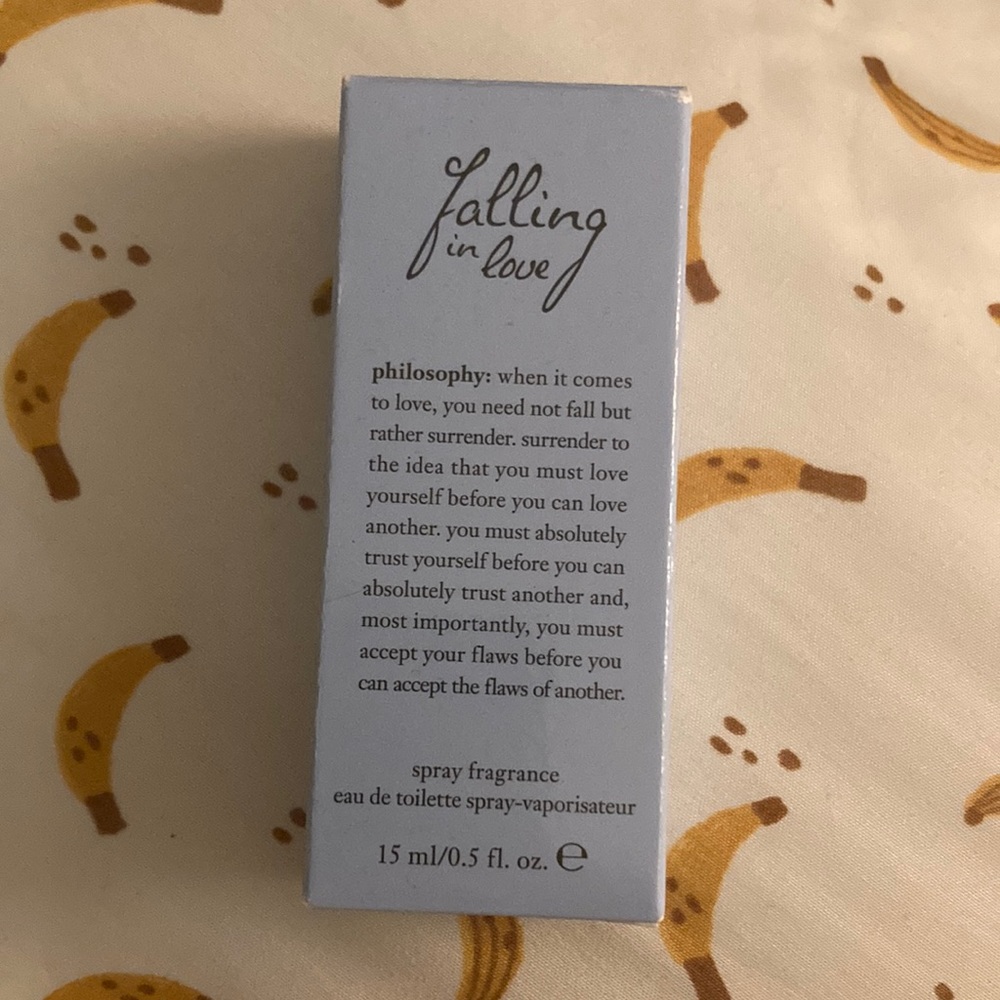 falling
in love
philosophy: when it comes
to love, you need not fall but
rather surrender. surrender to
the idea that you must love
yourself before you can love
another. you must absolutely
trust yourself before you can
absolutely trust another and,
most importantly, you must
accept your flaws before you
can accept the flaws of another.
spray fragrance
eau de toilette spray-vaporisateur
15 ml/0.5 fl. oz. ℮